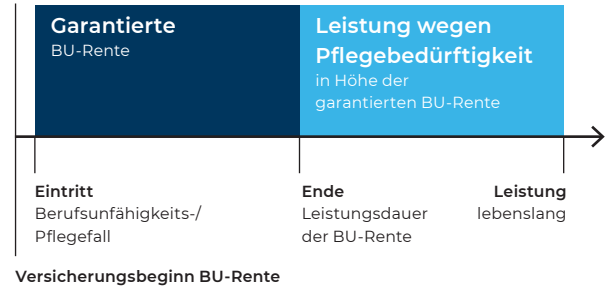 Garantierte
BU-Rente
Leistung wegen
Pflegebedürftigkeit
in Höhe der
garantierten BU-Rente
Eintritt
Berufsunfähigkeits-/
Pflegefall
Ende
Leistungsdauer
der BU-Rente
Leistung
lebenslang
Versicherungsbeginn BU-Rente